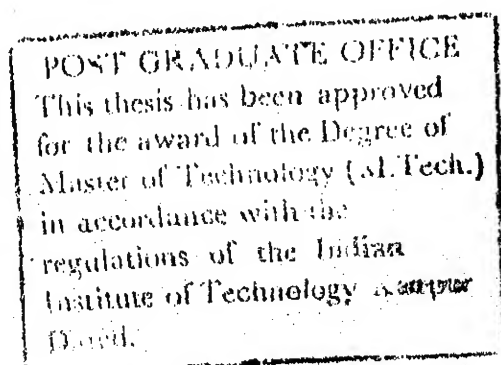 POST GRADUATE OFFICE
This thesis has been approved
for the award of the Degree of
Master of Technology (M.Tech.)
in accordance with the
regulations of the Indian
Institute of Technology Kanpur
Dated.